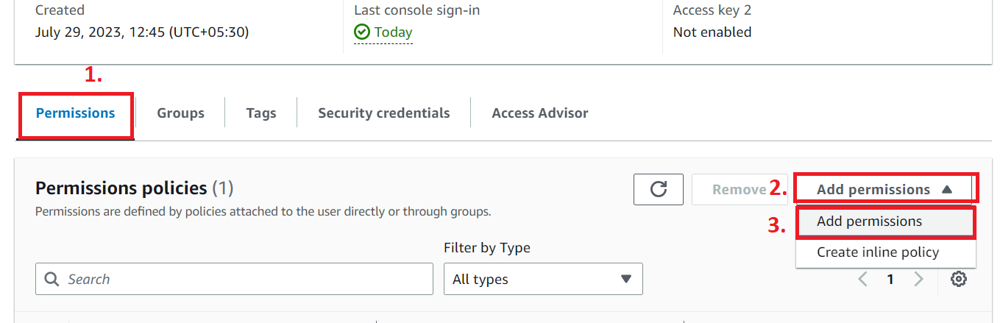 Created
Last console sign-in
Access key 2
July 29, 2023, 12:45 (UTC+05:30)
Today
Not enabled
1.
Permissions
Groups
Tags
Security credentials
Access Advisor
Permissions policies (1)
Remove
2.
Add permissions
Permissions are defined by policies attached to the user directly or through groups.
3.
Add permissions
Filter by Type
Create inline policy
Search
All types
1